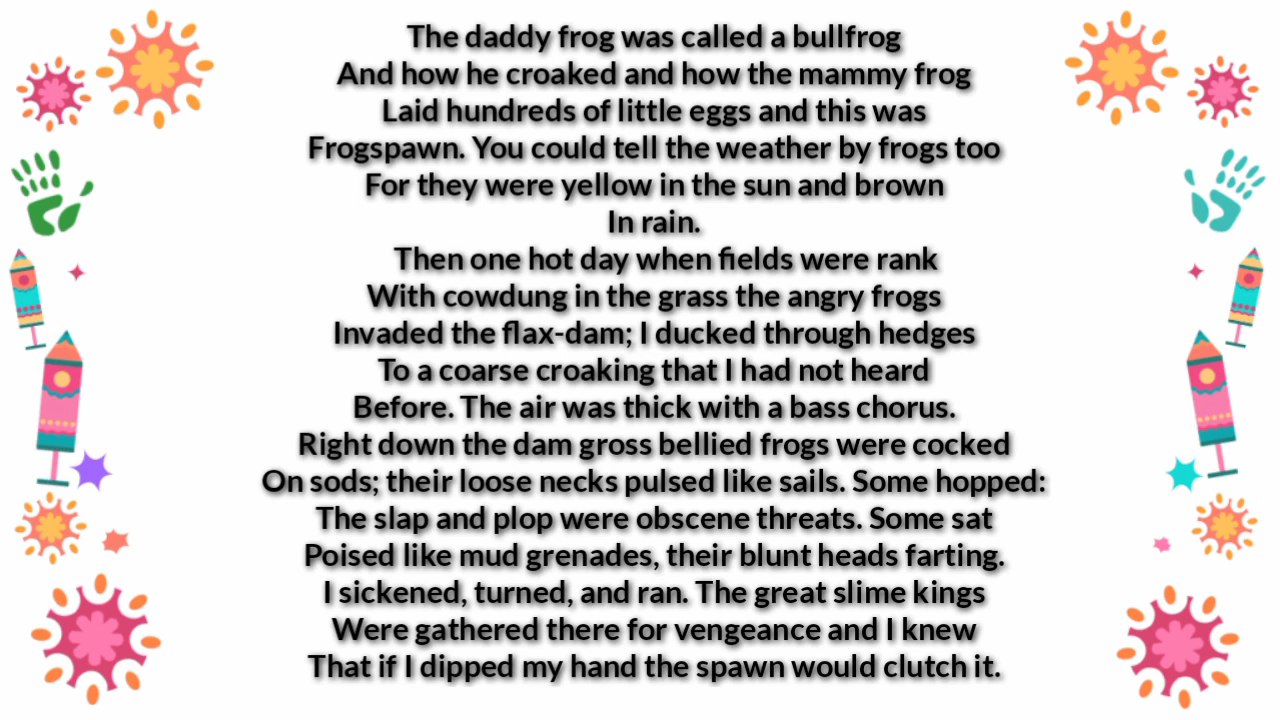 The daddy frog was called a bullfrog
And how he croaked and how the mammy frog
Laid hundreds of little eggs and this was
Frogspawn. You could tell the weather by frogs too
For they were yellow in the sun and brown
In rain.
Then one hot day when fields were rank
With cowdung in the grass the angry frogs
Invaded the flax-dam; I ducked through hedges
To a coarse croaking that I had not heard
Before. The air was thick with a bass chorus.
Right down the dam gross bellied frogs were cocked
On sods; their loose necks pulsed like sails. Some hopped:
The slap and plop were obscene threats. Some sat
Poised like mud grenades, their blunt heads farting.
I sickened, turned, and ran. The great slime kings
Were gathered there for vengeance and I knew
That if I dipped my hand the spawn would clutch it.